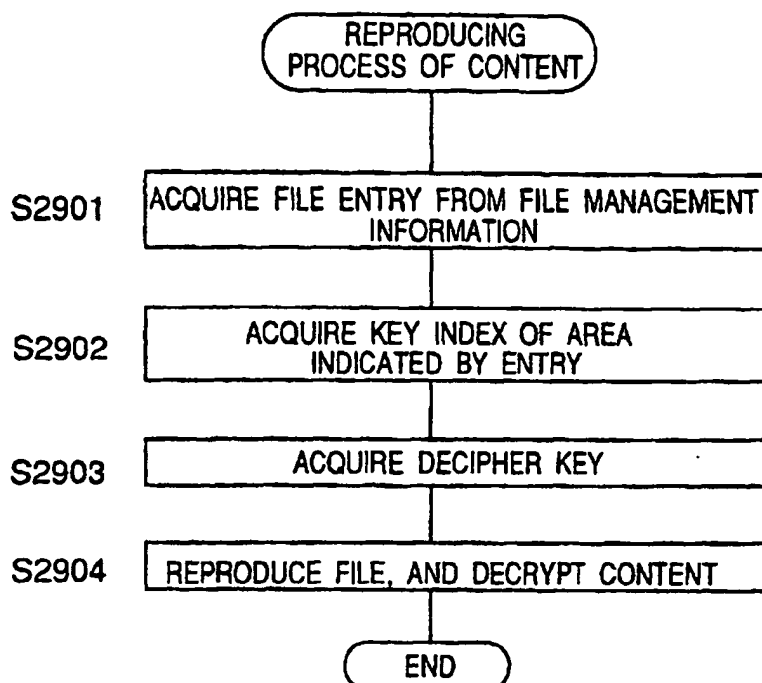 REPRODUCING
PROCESS OF CONTENT
S2901
ACQUIRE FILE ENTRY FROM FILE MANAGEMENT
INFORMATION
S2902
ACQUIRE KEY INDEX OF AREA
INDICATED BY ENTRY
S2903
ACQUIRE DECIPHER KEY
S2904
REPRODUCE FILE, AND DECRYPT CONTENT
END